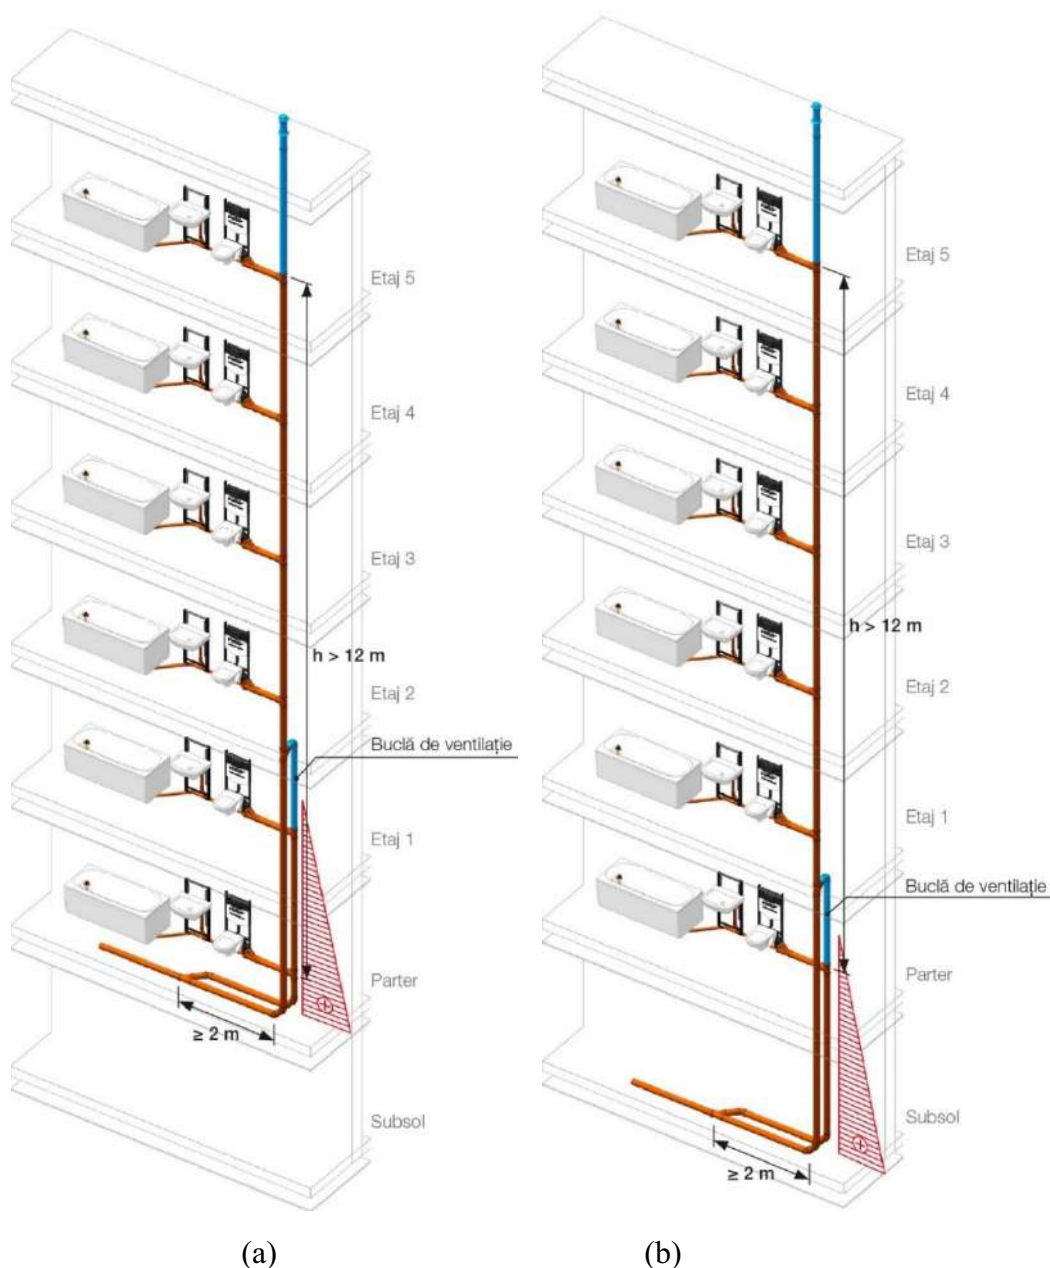 Etaj 5
Etaj 4
Etaj 3
h > 12 m
Etaj 2
Buclă de ventilație
Etaj 1
Parter
≥ 2 m
Subsol
(a)
Etaj 5
Etaj 4
Etaj 3
h > 12 m
Etaj 2
Etaj 1
Buclă de ventilație
Parter
Subsol
≥ 2 m
(b)